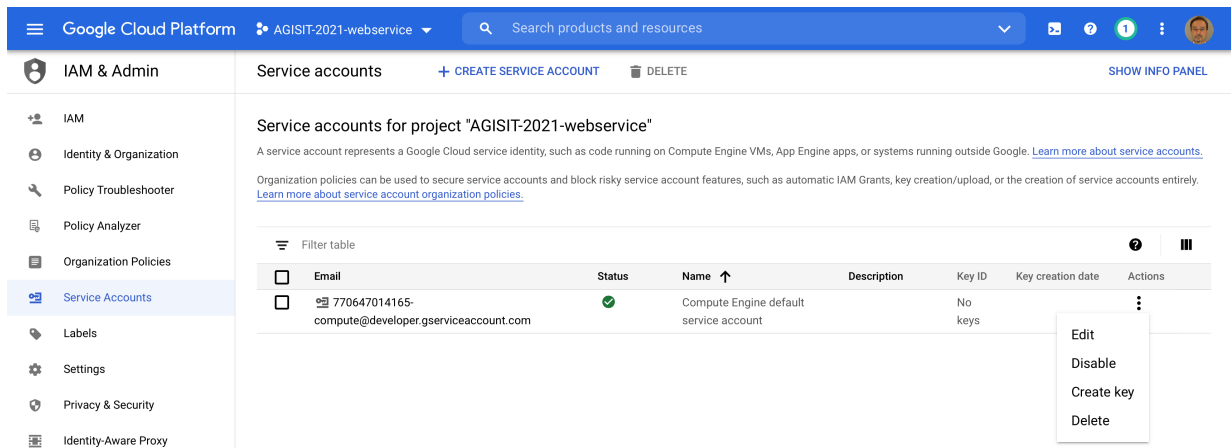 Google Cloud Platform
AGISIT-2021-webservice
Search products and resources
1
IAM & Admin
Service accounts
+ CREATE SERVICE ACCOUNT
DELETE
SHOW INFO PANEL
IAM
Identity & Organization
Policy Troubleshooter
Policy Analyzer
Organization Policies
Service Accounts
Labels
Settings
Privacy & Security
Identity-Aware Proxy
Service accounts for project "AGISIT-2021-webservice"
A service account represents a Google Cloud service identity, such as code running on Compute Engine VMs, App Engine apps, or systems running outside Google. Learn more about service accounts.
Organization policies can be used to secure service accounts and block risky service account features, such as automatic IAM Grants, key creation/upload, or the creation of service accounts entirely.
Learn more about service account organization policies.
Filter table
Email Status Name Description Key ID Key creation date Actions
770647014165- Compute Engine default No
compute@developer.gserviceaccount.com service account keys
Edit
Disable
Create key
Delete